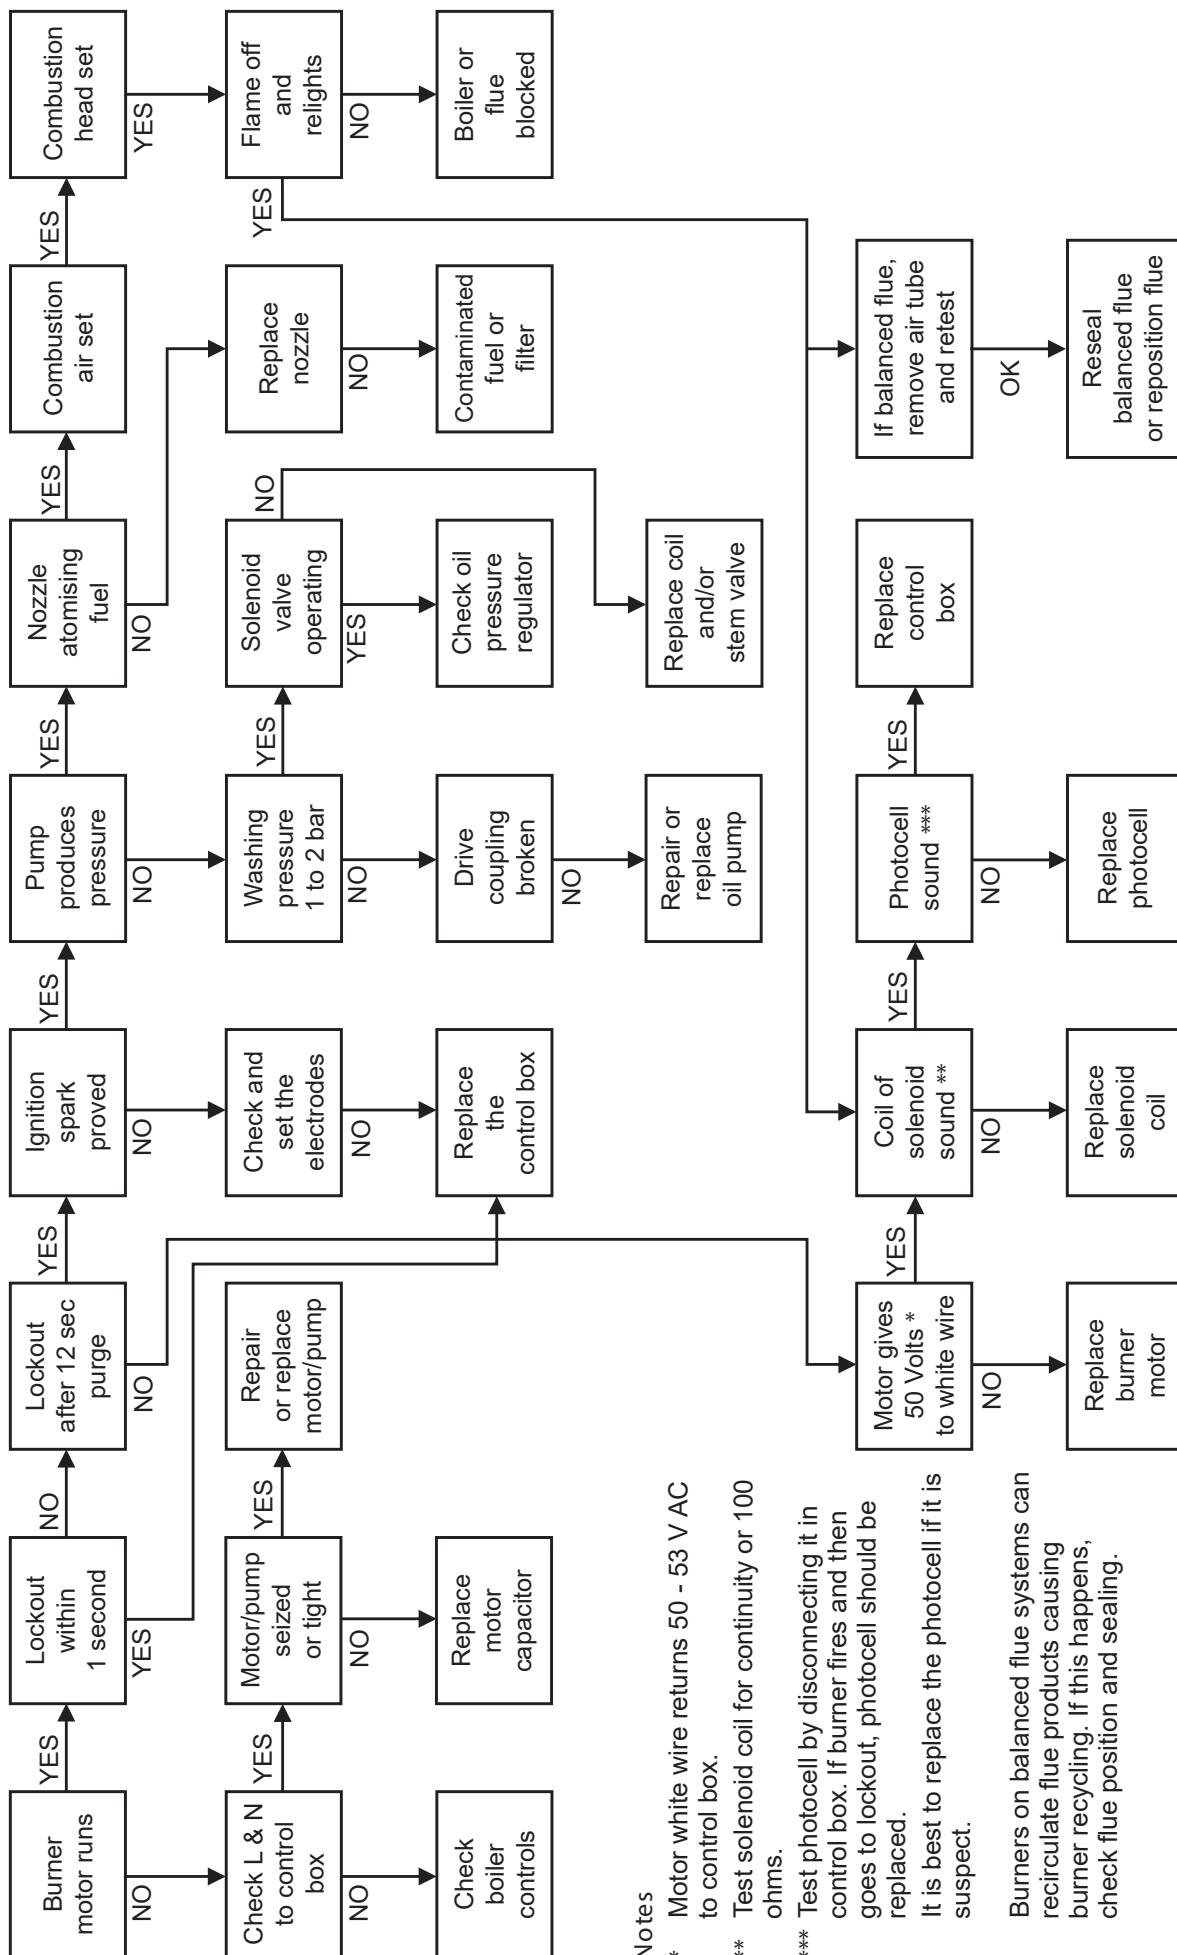 Burner
motor runs
YES
Lockout
within
1 second
NO
Lockout
after 12 sec
purge
YES
Ignition
spark
proved
YES
Pump
produces
pressure
YES
Nozzle
atomising
fuel
YES
Combustion
air set
YES
Combustion
head set
NO
YES
NO
NO
NO
NO
YES
Check L & N
to control
box
YES
Motor/pump
seized
or tight
YES
Repair
or replace
motor/pump
Check and
set the
electrodes
Washing
pressure
1 to 2 bar
YES
Solenoid
valve
operating
NO
Replace
nozzle
YES
Flame off
and
relights
NO
NO
NO
NO
YES
NO
NO
Check
boiler
controls
Replace
motor
capacitor
Replace
the
control box
Drive
coupling
broken
Check oil
pressure
regulator
Contaminated
fuel or
filter
Boiler or
flue
blocked
NO
Repair or
replace
oil pump
Replace coil
and/or
stem valve
Notes
* Motor white wire returns 50 - 53 V AC
to control box.
** Test solenoid coil for continuity or 100
ohms.
*** Test photocell by disconnecting it in
control box. If burner fires and then
goes to lockout, photocell should be
replaced.
It is best to replace the photocell if it is
suspect.
Burners on balanced flue systems can
recirculate flue products causing
burner recycling. If this happens,
check flue position and sealing.
Motor gives
50 Volts *
to white wire
YES
Coil of
solenoid
sound **
YES
Photocell
sound ***
YES
Replace
control
box
If balanced flue,
remove air tube
and retest
NO
NO
NO
OK
Replace
burner
motor
Replace
solenoid
coil
Replace
photocell
Reseal
balanced flue
or reposition flue